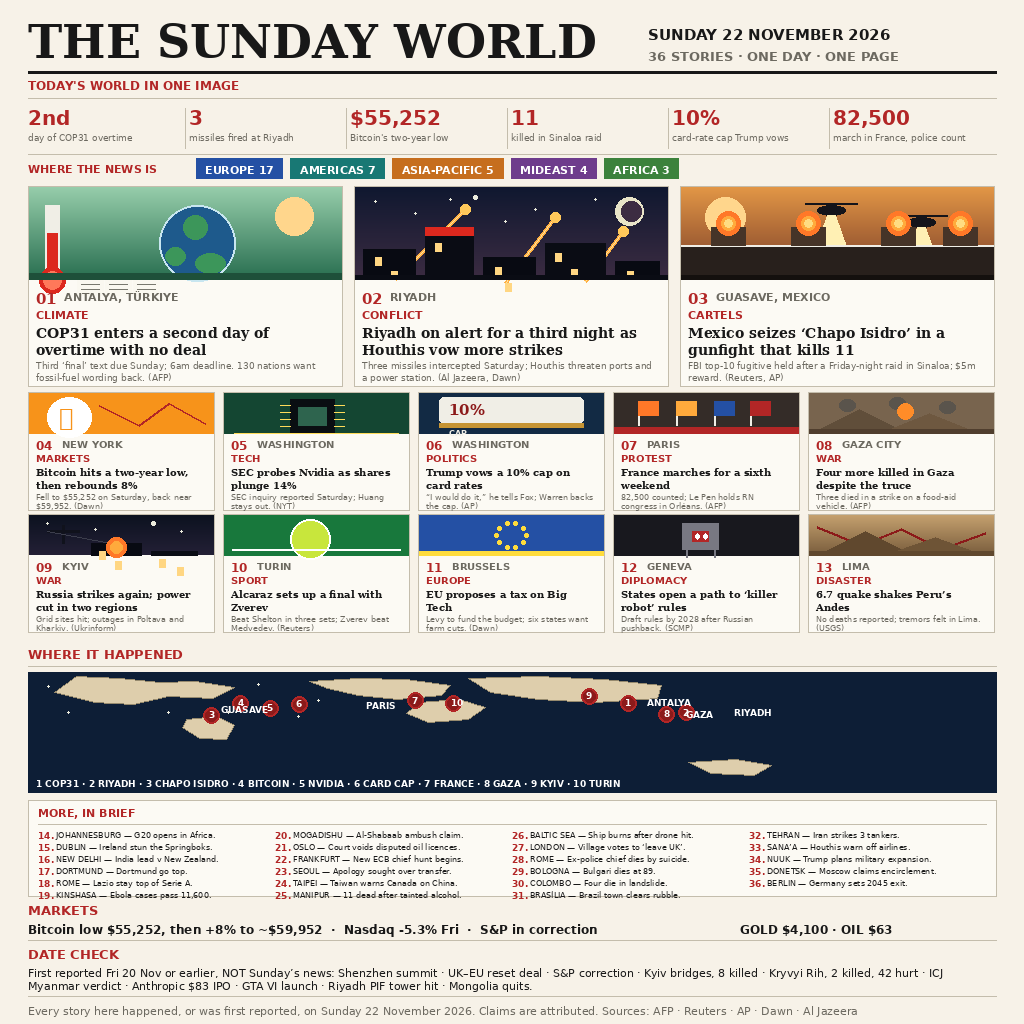 THE SUNDAY WORLD
SUNDAY 22 NOVEMBER 2026
36 STORIES · ONE DAY · ONE PAGE
TODAY'S WORLD IN ONE IMAGE
2nd
day of COP31 overtime
3
missiles fired at Riyadh
$55,252
Bitcoin's two-year low
11
killed in Sinaloa raid
10%
card-rate cap Trump vows
82,500
march in France, police count
WHERE THE NEWS IS
EUROPE 17
AMERICAS 7
ASIA-PACIFIC 5
MIDEAST 4
AFRICA 3
01 ANTALYA, TÜRKIYE
CLIMATE
COP31 enters a second day of
overtime with no deal
Third ‘final’ text due Sunday; 6am deadline. 130 nations want
fossil-fuel wording back. (AFP)
02 RIYADH
CONFLICT
Riyadh on alert for a third night as
Houthis vow more strikes
Three missiles intercepted Saturday; Houthis threaten ports and
a power station. (Al Jazeera, Dawn)
03 GUASAVE, MEXICO
CARTELS
Mexico seizes ‘Chapo Isidro’ in a
gunfight that kills 11
FBI top-10 fugitive held after a Friday-night raid in Sinaloa; $5m
reward. (Reuters, AP)
04 NEW YORK
MARKETS
Bitcoin hits a two-year low,
then rebounds 8%
Fell to $55,252 on Saturday, back near
$59,952. (Dawn)
05 WASHINGTON
TECH
SEC probes Nvidia as shares
plunge 14%
SEC inquiry reported Saturday; Huang
stays out. (NYT)
10%
CAP
06 WASHINGTON
POLITICS
Trump vows a 10% cap on
card rates
“I would do it,” he tells Fox; Warren backs
the cap. (AP)
07 PARIS
PROTEST
France marches for a sixth
weekend
82,500 counted; Le Pen holds RN
congress in Orléans. (AFP)
08 GAZA CITY
WAR
Four more killed in Gaza
despite the truce
Three died in a strike on a food-aid
vehicle. (AFP)
09 KYIV
WAR
Russia strikes again; power
cut in two regions
Grid sites hit; outages in Poltava and
Kharkiv. (Ukrinform)
10 TURIN
SPORT
Alcaraz sets up a final with
Zverev
Beat Shelton in three sets; Zverev beat
Medvedev. (Reuters)
11 BRUSSELS
EUROPE
EU proposes a tax on Big
Tech
Levy to fund the budget; six states want
farm cuts. (Dawn)
12 GENEVA
DIPLOMACY
States open a path to ‘killer
robot’ rules
Draft rules by 2028 after Russian
pushback. (SCMP)
13 LIMA
DISASTER
6.7 quake shakes Peru’s
Andes
No deaths reported; tremors felt in Lima.
(USGS)
WHERE IT HAPPENED
3
GUASAVE
4
5
6
PARIS
7
10
9
1
ANTALYA
8
2
GAZA
RIYADH
1 COP31 · 2 RIYADH · 3 CHAPO ISIDRO · 4 BITCOIN · 5 NVIDIA · 6 CARD CAP · 7 FRANCE · 8 GAZA · 9 KYIV · 10 TURIN
MORE, IN BRIEF
14. JOHANNESBURG — G20 opens in Africa.
15. DUBLIN — Ireland stun the Springboks.
16. NEW DELHI — India lead v New Zealand.
17. DORTMUND — Dortmund go top.
18. ROME — Lazio stay top of Serie A.
19. KINSHASA — Ebola cases pass 11,600.
20. MOGADISHU — Al-Shabaab ambush claim.
21. OSLO — Court voids disputed oil licences.
22. FRANKFURT — New ECB chief hunt begins.
23. SEOUL — Apology sought over transfer.
24. TAIPEI — Taiwan warns Canada on China.
25. MANIPUR — 11 dead after tainted alcohol.
26. BALTIC SEA — Ship burns after drone hit.
27. LONDON — Village votes to ‘leave UK’.
28. ROME — Ex-police chief dies by suicide.
29. BOLOGNA — Bulgari dies at 89.
30. COLOMBO — Four die in landslide.
31. BRASÍLIA — Brazil town clears rubble.
32. TEHRAN — Iran strikes 3 tankers.
33. SANA’A — Houthis warn off airlines.
34. NUUK — Trump plans military expansion.
35. DONETSK — Moscow claims encirclement.
36. BERLIN — Germany sets 2045 exit.
MARKETS
Bitcoin low $55,252, then +8% to ~$59,952 · Nasdaq -5.3% Fri · S&P in correction
GOLD $4,100 · OIL $63
DATE CHECK
First reported Fri 20 Nov or earlier, NOT Sunday’s news: Shenzhen summit · UK–EU reset deal · S&P correction · Kyiv bridges, 8 killed · Kryvyi Rih, 2 killed, 42 hurt · ICJ
Myanmar verdict · Anthropic $83 IPO · GTA VI launch · Riyadh PIF tower hit · Mongolia quits.
Every story here happened, or was first reported, on Sunday 22 November 2026. Claims are attributed. Sources: AFP · Reuters · AP · Dawn · Al Jazeera